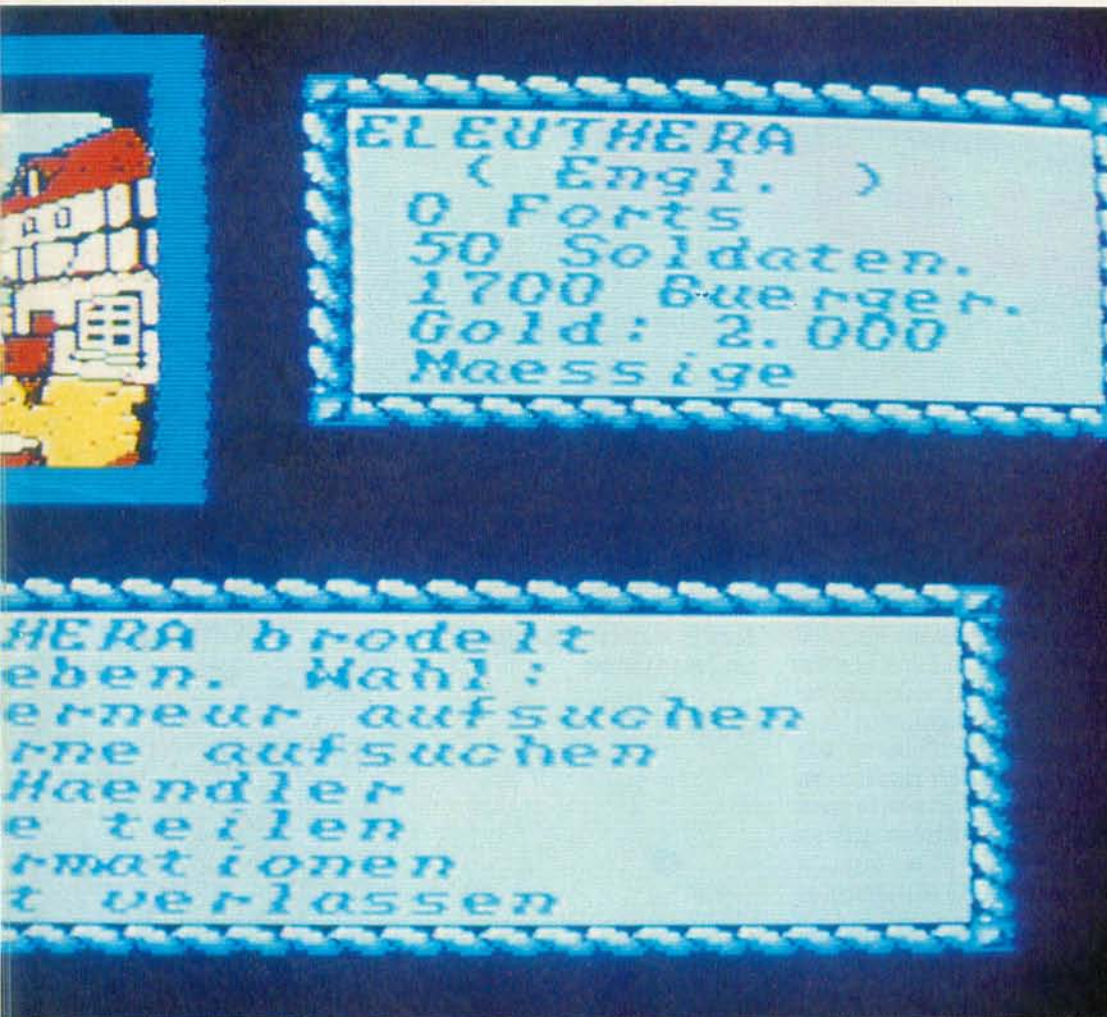 ELEUTHERA
( Engl. )
0 Forts
50 Soldaten.
1700 Buerger.
Gold: 2.000
Maessige
HERA brodelt
eben. Wahl:
erneur aufsuchen
rne aufsuchen
Haendler
e teilen
rmationen
t verlassen